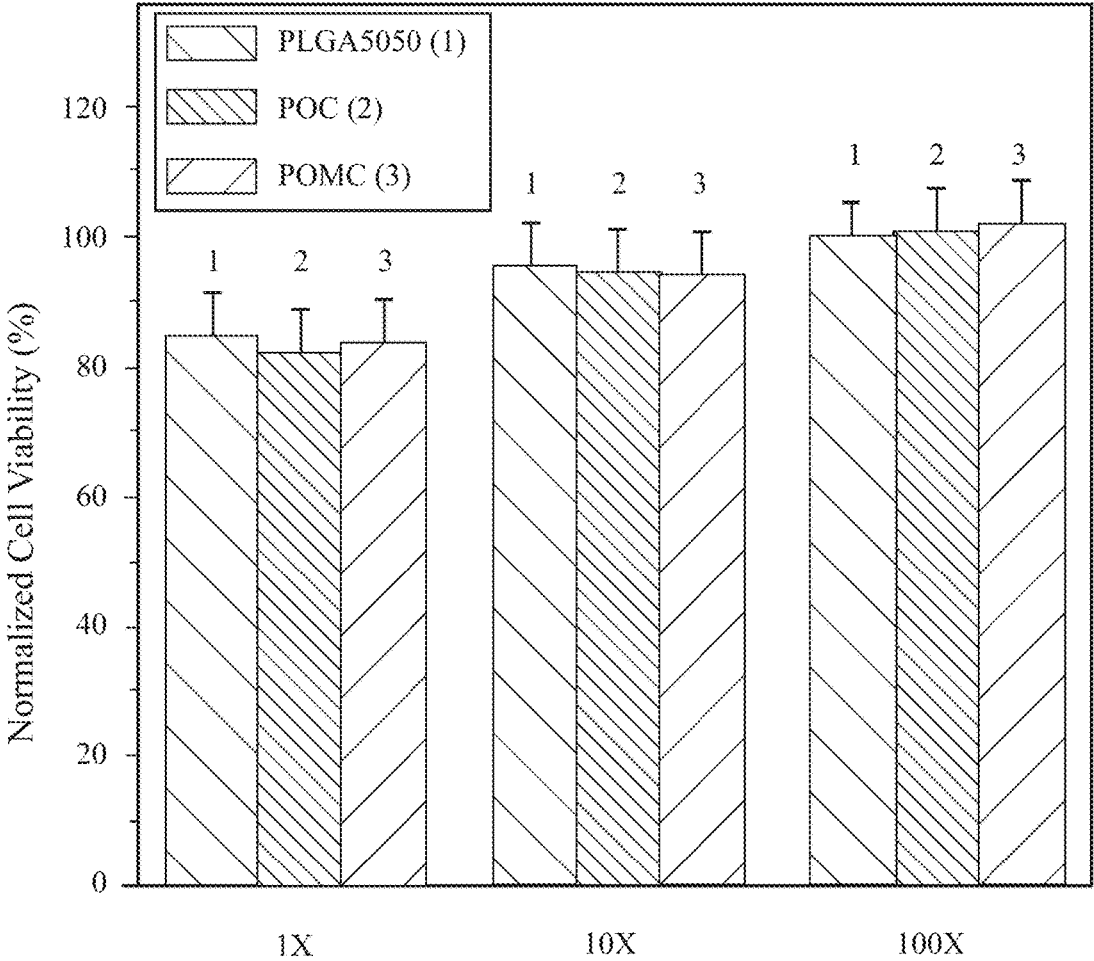 PLGA5050 (1)
POC (2)
POMC (3)
Normalized Cell Viability (%)
120
100
80
60
40
20
0
1 2 3
1 2 3
1 2 3
1X 10X 100X